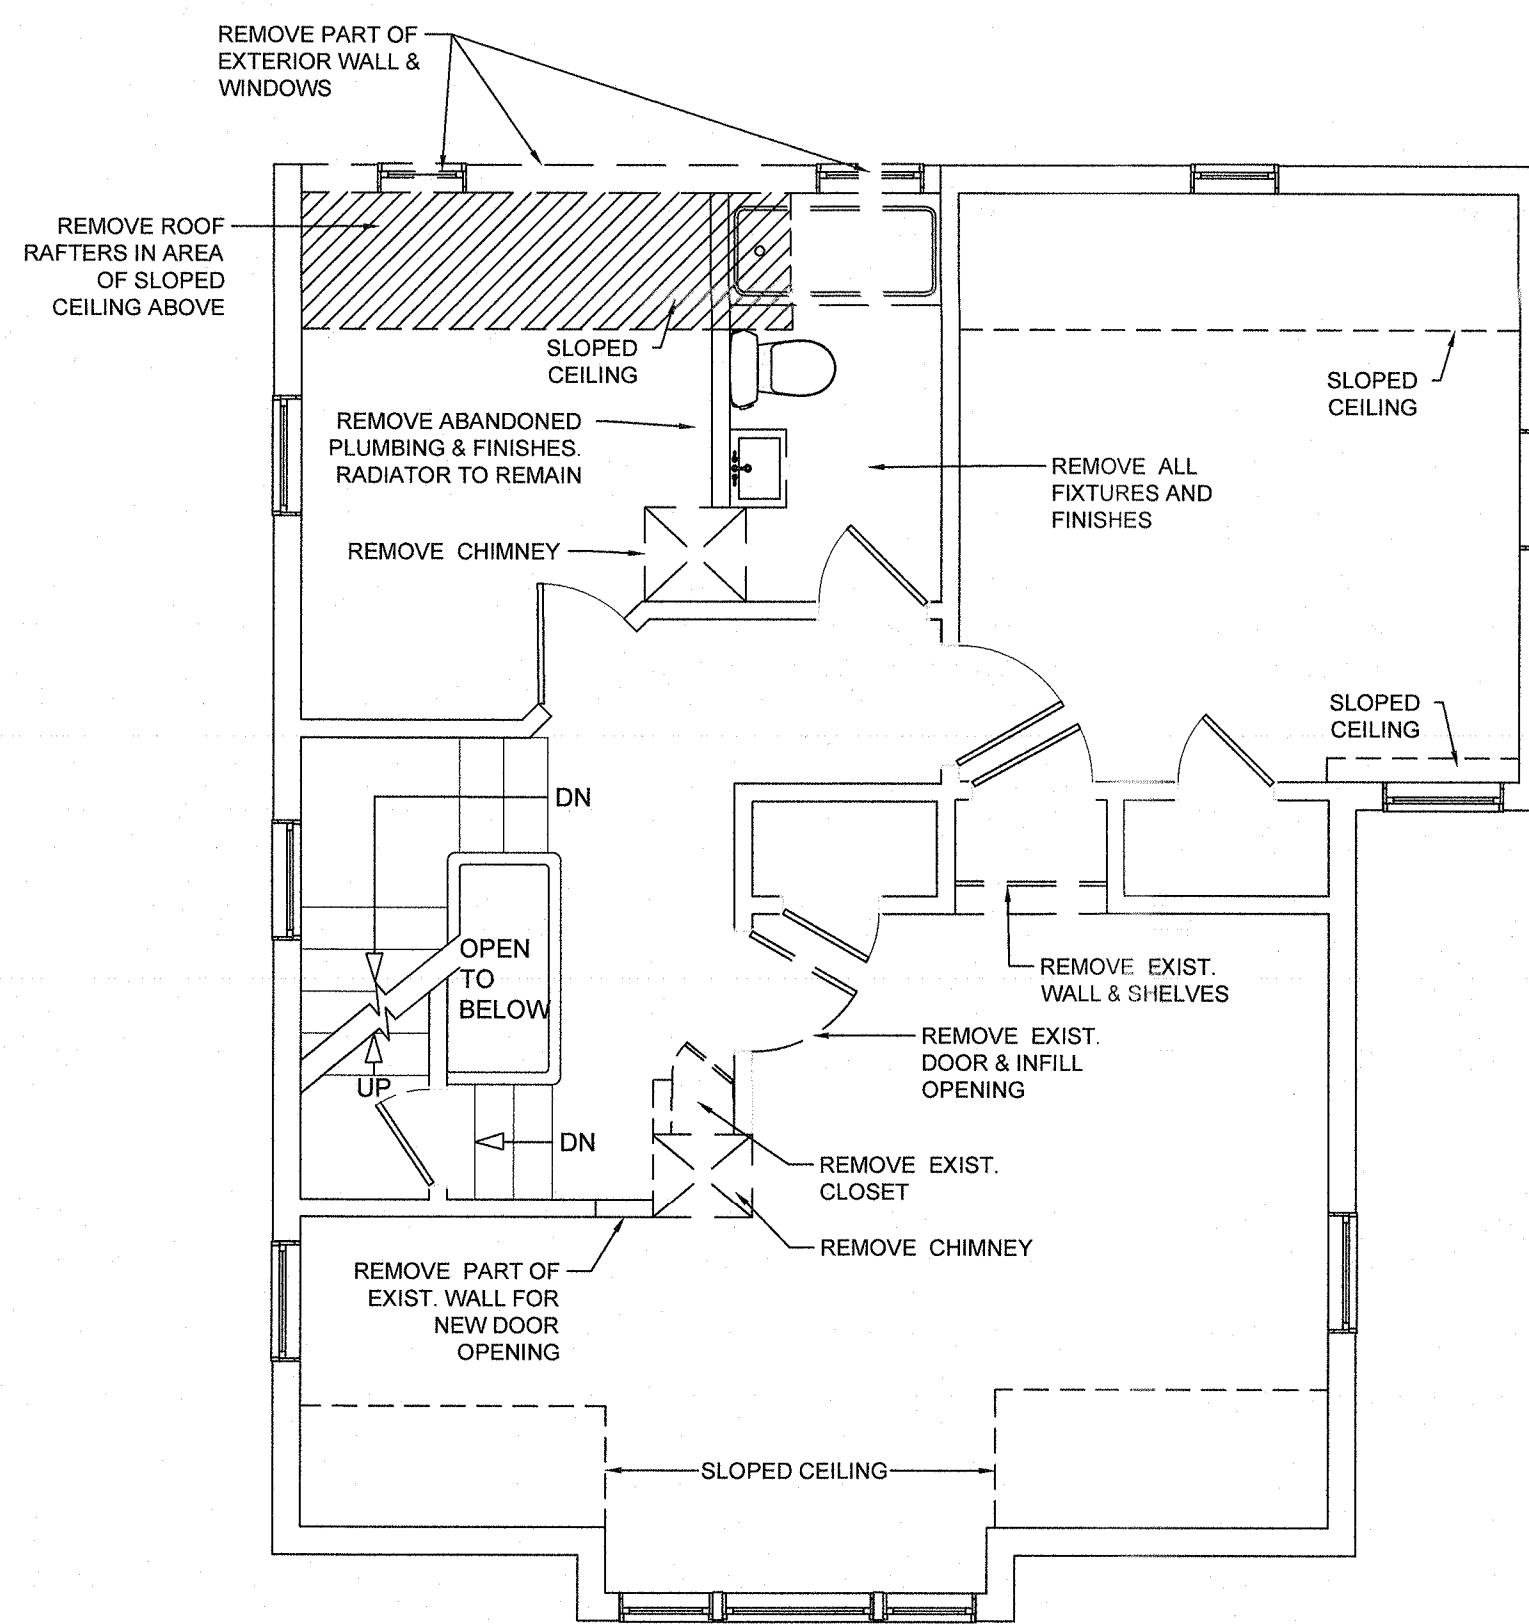 REMOVE PART OF
EXTERIOR WALL &
WINDOWS
REMOVE ROOF
RAFTERS IN AREA
OF SLOPED
CEILING ABOVE
SLOPED
CEILING
SLOPED
CEILING
REMOVE ABANDONED
PLUMBING & FINISHES.
RADIATOR TO REMAIN
REMOVE ALL
FIXTURES AND
FINISHES
REMOVE CHIMNEY
SLOPED
CEILING
DN
OPEN
TO
BELOW
REMOVE EXIST.
WALL & SHELVES
REMOVE EXIST.
DOOR & INFILL
OPENING
UP
DN
REMOVE EXIST.
CLOSET
REMOVE CHIMNEY
REMOVE PART OF
EXIST. WALL FOR
NEW DOOR
OPENING
SLOPED CEILING